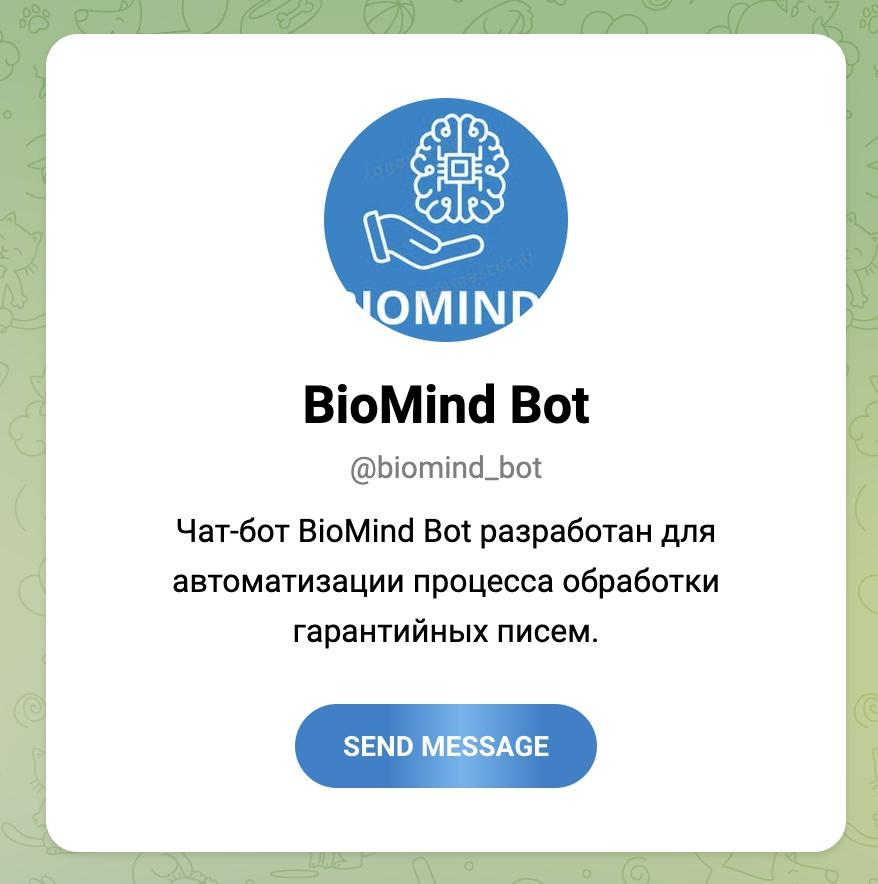 BIOMIND
BioMind Bot
@biomind_bot
Чат-бот BioMind Bot разработан для
автоматизации процесса обработки
гарантийных писем.
SEND MESSAGE